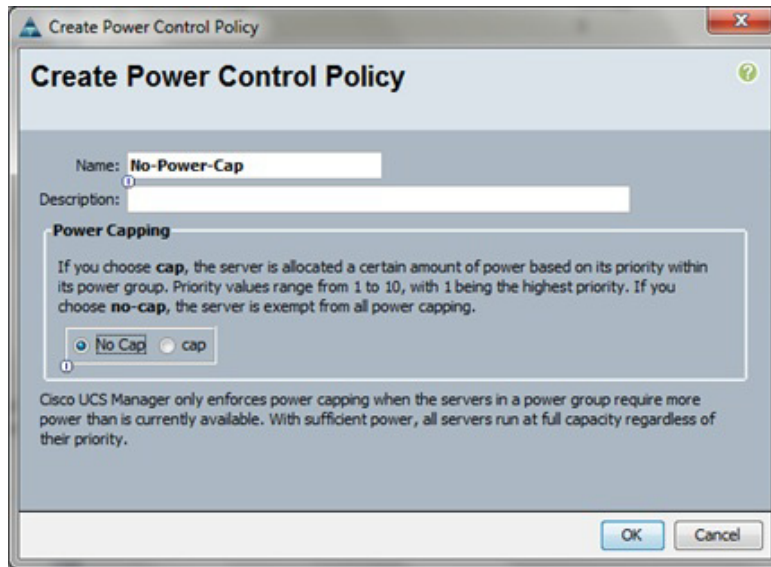 Create Power Control Policy
Create Power Control Policy
Name: No-Power-Cap
Description:
Power Capping
If you choose cap, the server is allocated a certain amount of power based on its priority within
its power group. Priority values range from 1 to 10, with 1 being the highest priority. If you
choose no-cap, the server is exempt from all power capping.
No Cap cap
Cisco UCS Manager only enforces power capping when the servers in a power group require more
power than is currently available. With sufficient power, all servers run at full capacity regardless of
their priority.
OK Cancel